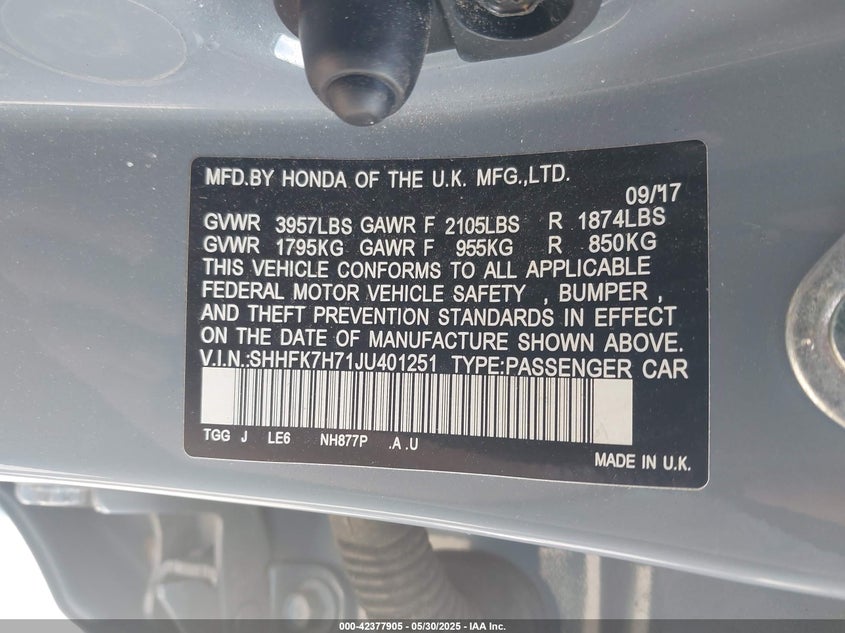 MFD.BY HONDA OF THE U.K. MFG.,LTD.
09/17
GVWR 3957LBS GAWR F 2105LBS R 1874LBS
GVWR 1795KG GAWR F 955KG R 850KG
THIS VEHICLE CONFORMS TO ALL APPLICABLE
FEDERAL MOTOR VEHICLE SAFETY , BUMPER ,
AND THEFT PREVENTION STANDARDS IN EFFECT
ON THE DATE OF MANUFACTURE SHOWN ABOVE.
V.I.N.:SHHFK7H71JU401251 TYPE:PASSENGER CAR
TGG J LE6 NH877P .A .U
MADE IN U.K.
000-42377905 - 05/30/2025 - IAA Inc.